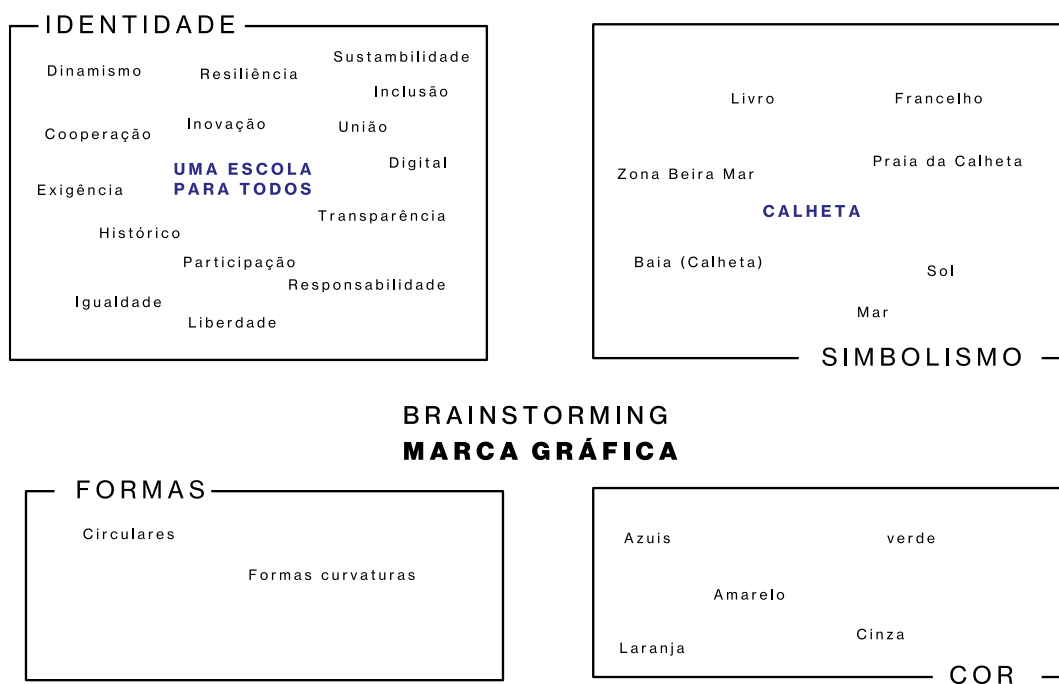 IDENTIDADE
Dinamismo
Resiliência
Sustambilidade
Inclusão
Cooperação
Inovação
União
UMA ESCOLA
PARA TODOS
Digital
Exigência
Transparência
Histórico
Participação
Responsabilidade
Igualdade
Liberdade
Livro
Francelho
Zona Beira Mar
Praia da Calheta
CALHETA
Baia (Calheta)
Sol
Mar
SIMBOLISMO
BRAINSTORMING
MARCA GRÁFICA
FORMAS
Circulares
Formas curvaturas
Azuis
verde
Amarelo
Laranja
Cinza
COR